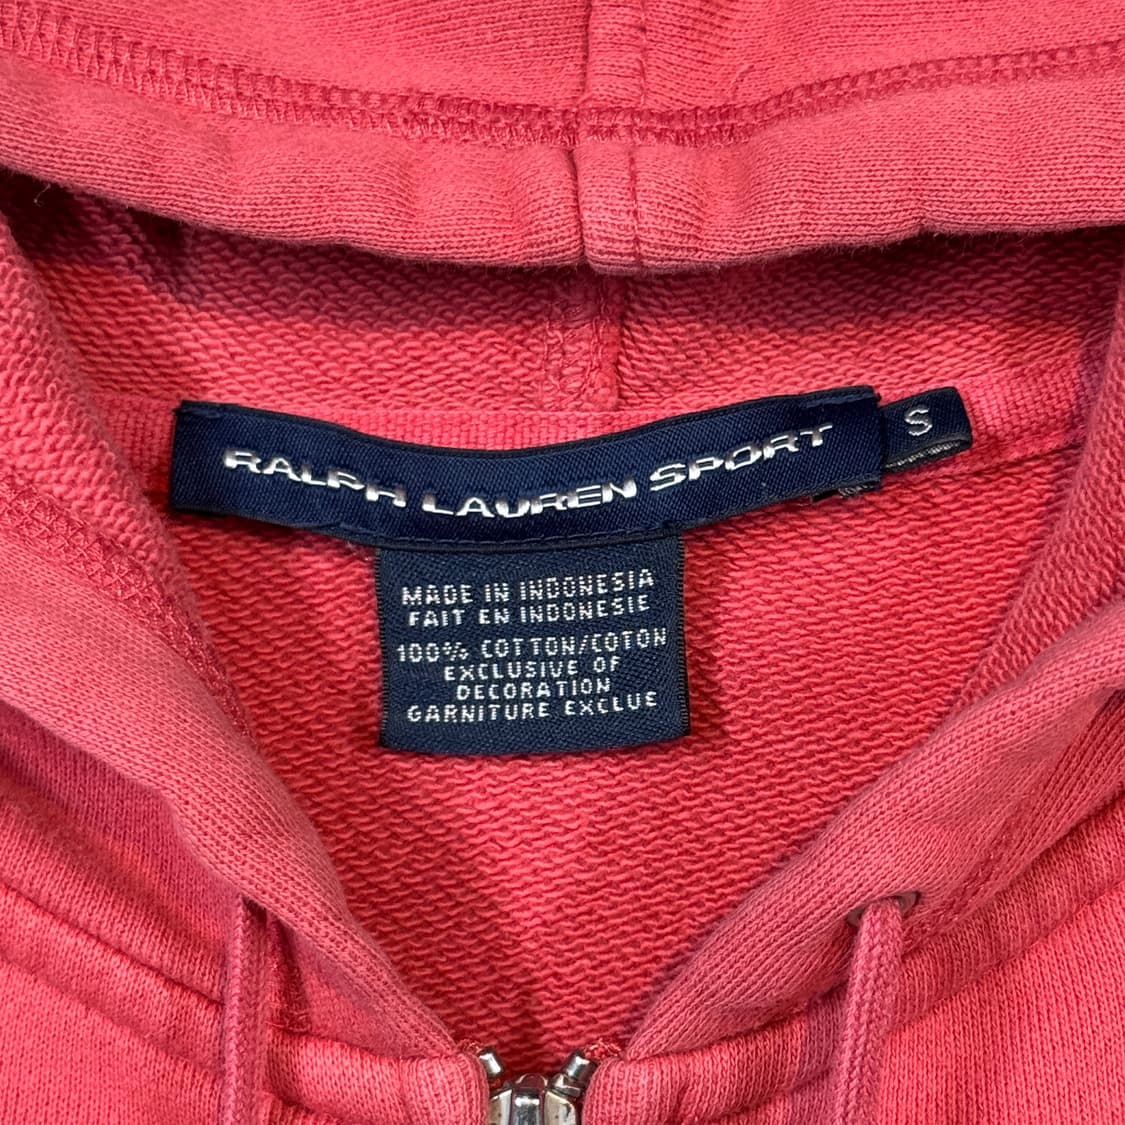 RALPH LAUREN SPORT
S
MADE IN INDONESIA
FAIT EN INDONESIE
100% COTTON/COTON
EXCLUSIVE OF
DECORATION
GARNITURE EXCLUE